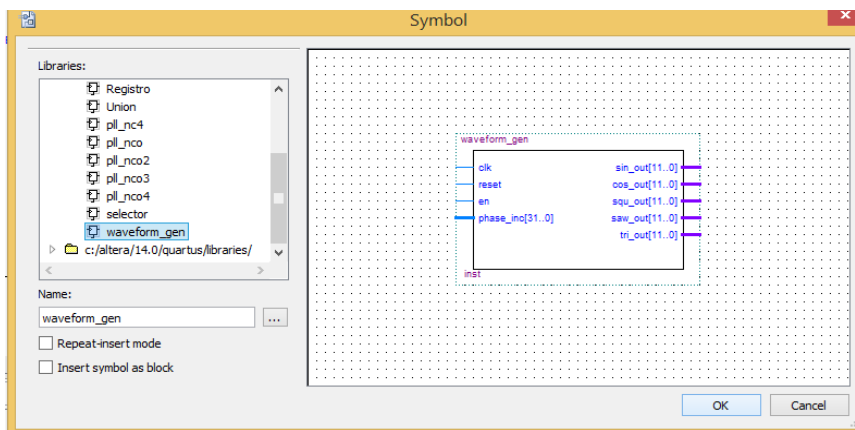 Symbol
Libraries:
Registro
Union
pll_nc4
pll_nco
pll_nco2
pll_nco3
pll_nco4
selector
waveform_gen
c:/altera/14.0/quartus/libraries/
Name:
waveform_gen
...
Repeat-insert mode
Insert symbol as block
waveform_gen
clk sin_out[11..0]
reset cos_out[11..0]
en squ_out[11..0]
phase_inc[31..0] saw_out[11..0]
tri_out[11..0]
inst
OK Cancel